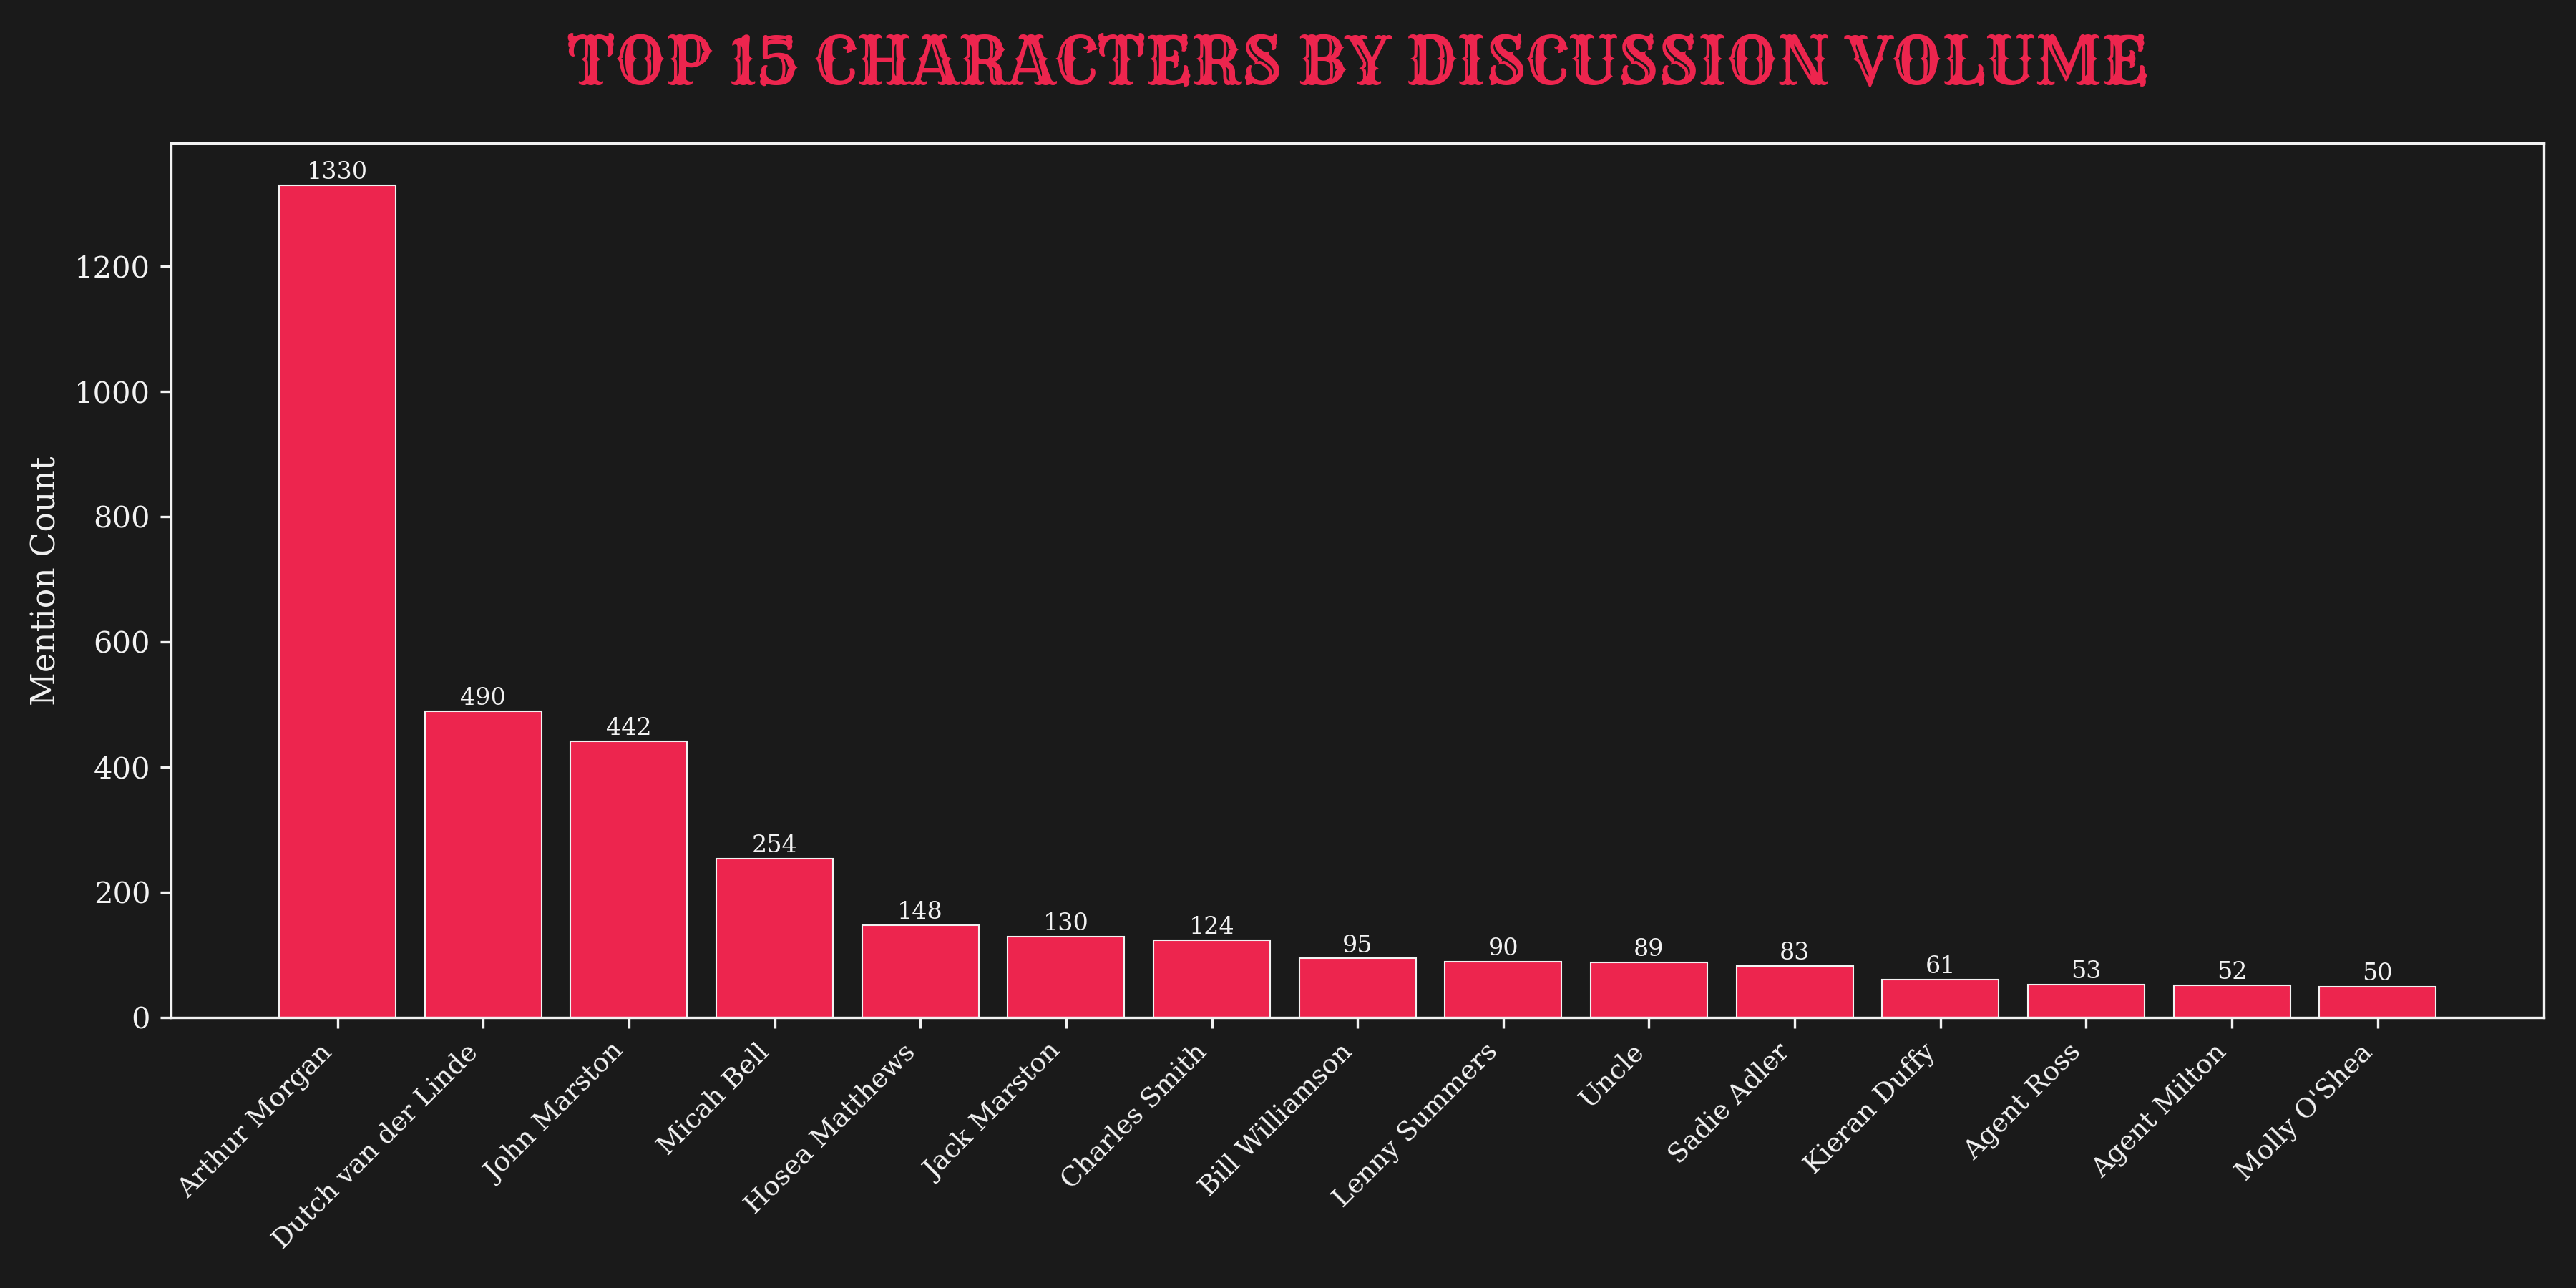 TOP 15 CHARACTERS BY DISCUSSION VOLUME
Mention Count
1200
1000
800
600
400
200
0
1330
490
442
254
148
130
124
95
90
89
83
61
53
52
50
Arthur Morgan
Dutch van der Linde
John Marston
Micah Bell
Hosea Matthews
Jack Marston
Charles Smith
Bill Williamson
Lenny Summers
Uncle
Sadie Adler
Kieran Duffy
Agent Ross
Agent Milton
Molly O'Shea